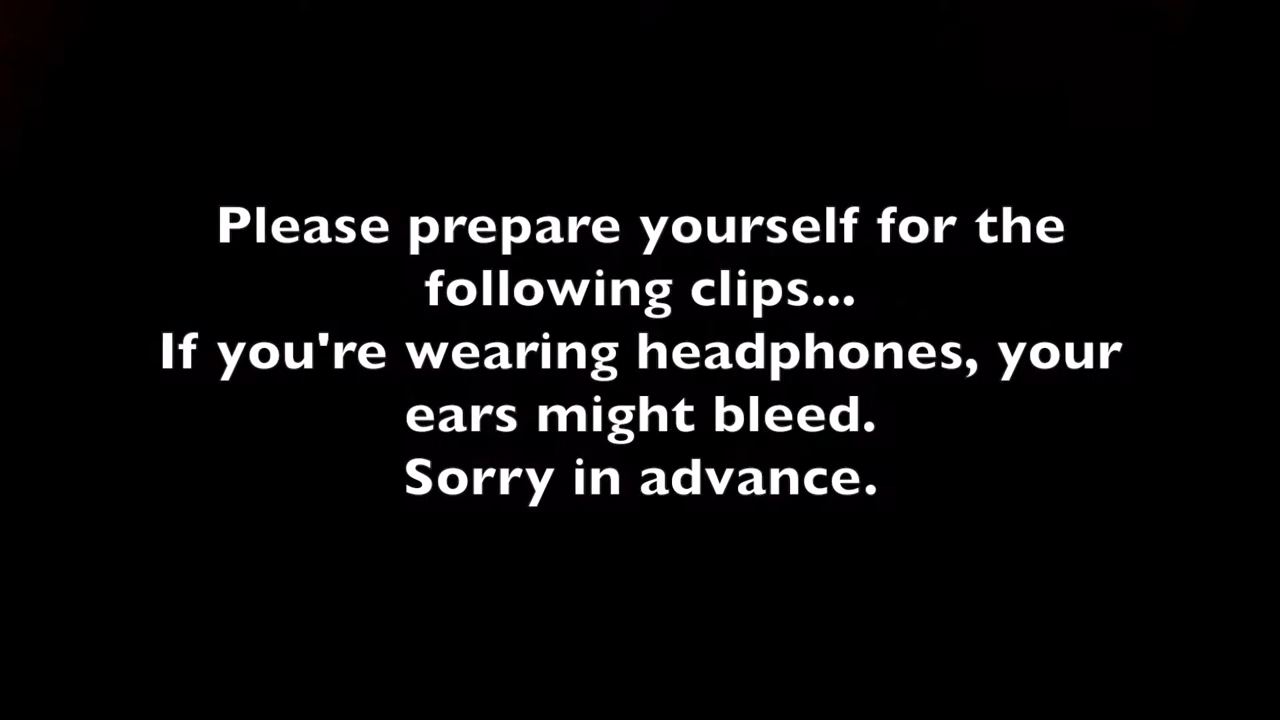 Please prepare yourself for the
following clips...
If you're wearing headphones, your
ears might bleed.
Sorry in advance.